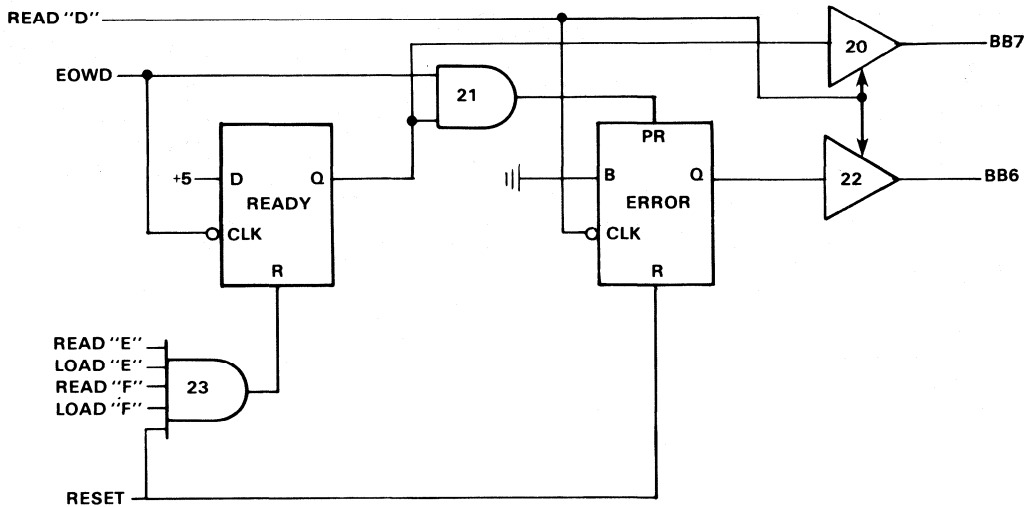 READ "D"
20
BB7
EOWD
21
PR
+5
D
Q
READY
CLK
R
B
Q
ERROR
CLK
R
22
BB6
READ "E"
LOAD "E"
READ "F"
LOAD "F"
23
RESET